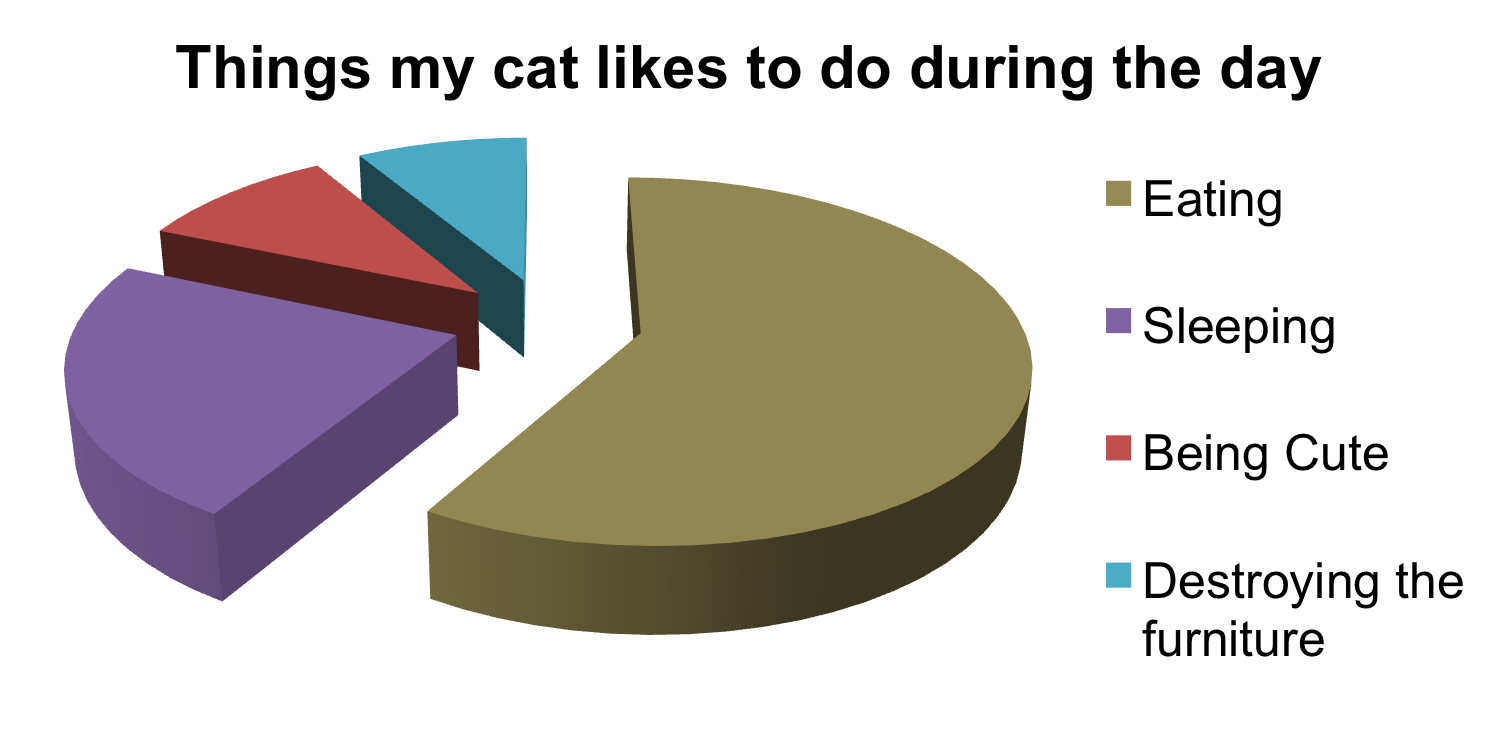 Things my cat likes to do during the day
Eating
Sleeping
Being Cute
Destroying the
furniture